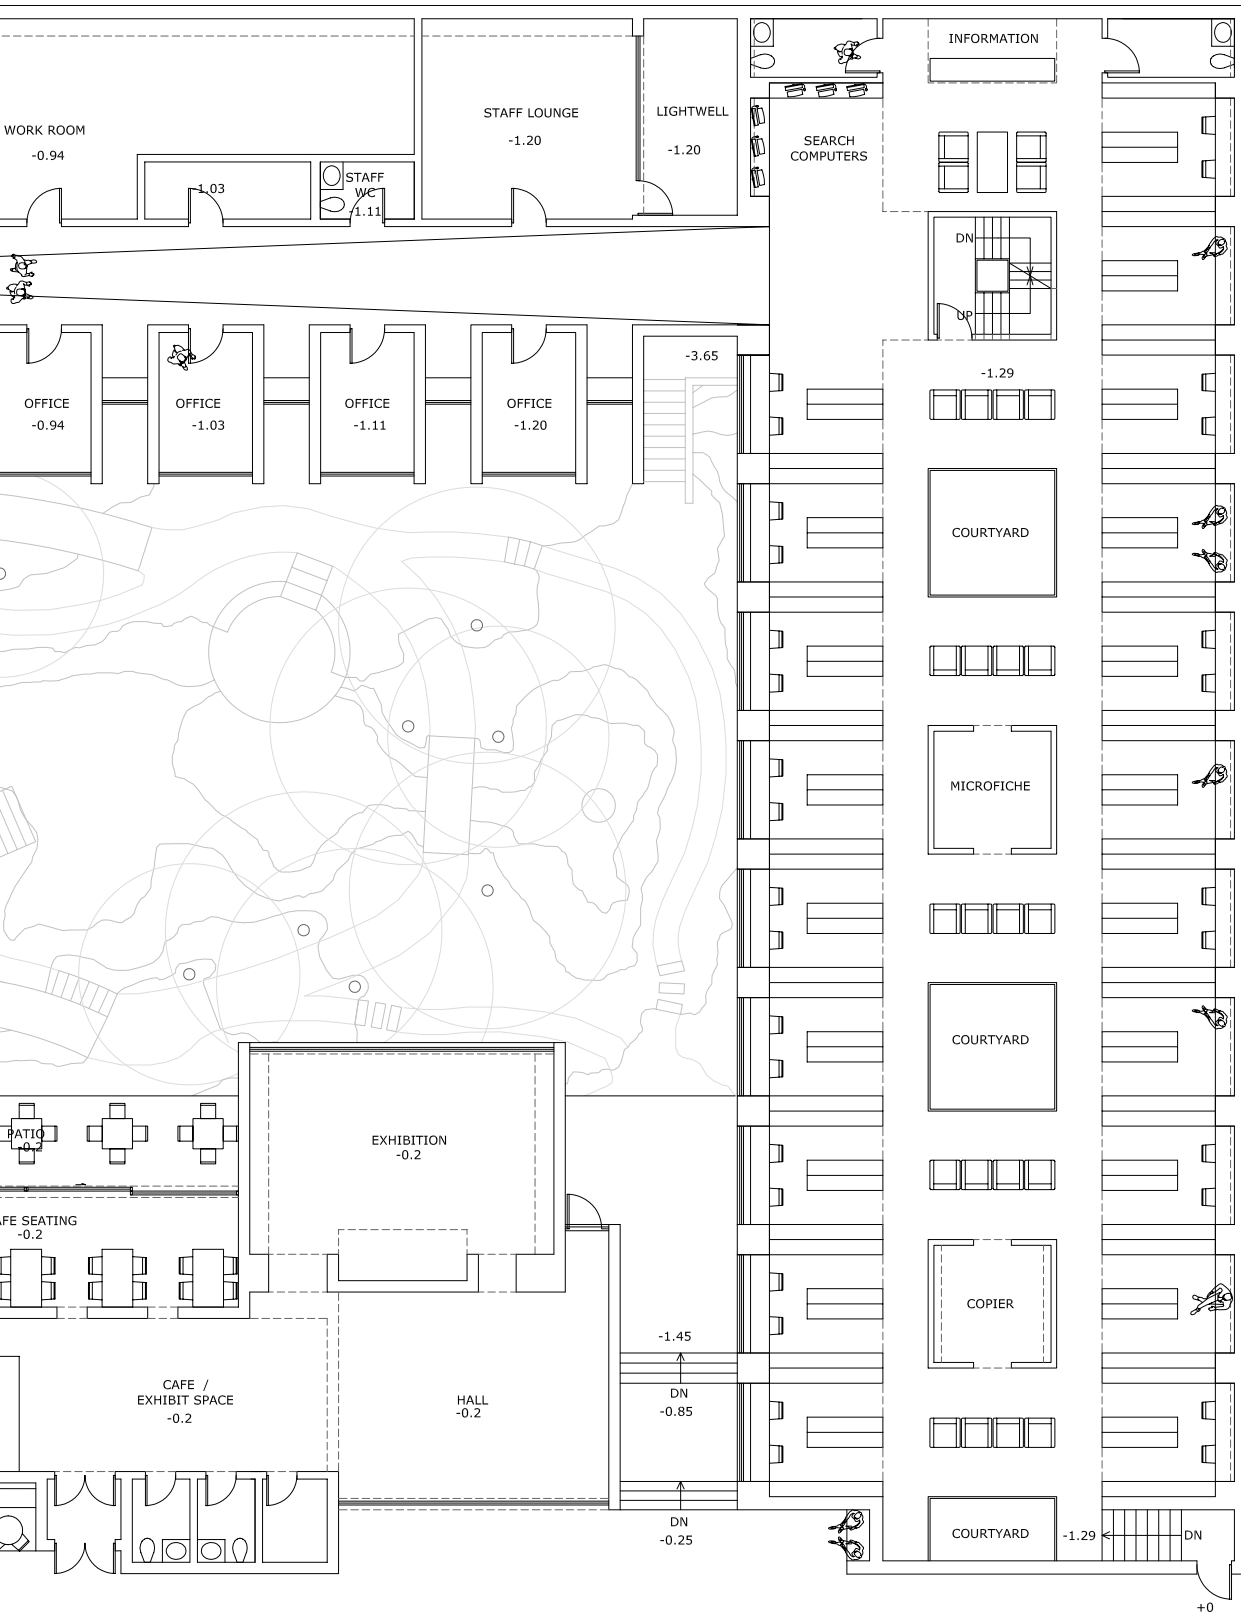 INFORMATION
STAFF LOUNGE
-1.20
LIGHTWELL
-1.20
WORK ROOM
-0.94
SEARCH
COMPUTERS
-1.03
STAFF
WC
-1.11
DN
UP
-3.65
-1.29
OFFICE
-0.94
OFFICE
-1.03
OFFICE
-1.11
OFFICE
-1.20
COURTYARD
MICROFICHE
COURTYARD
PATIO
-0.2
EXHIBITION
-0.2
AFE SEATING
-0.2
COPIER
-1.45
DN
-0.85
CAFE /
EXHIBIT SPACE
-0.2
HALL
-0.2
DN
-0.25
COURTYARD
-1.29
DN
+0